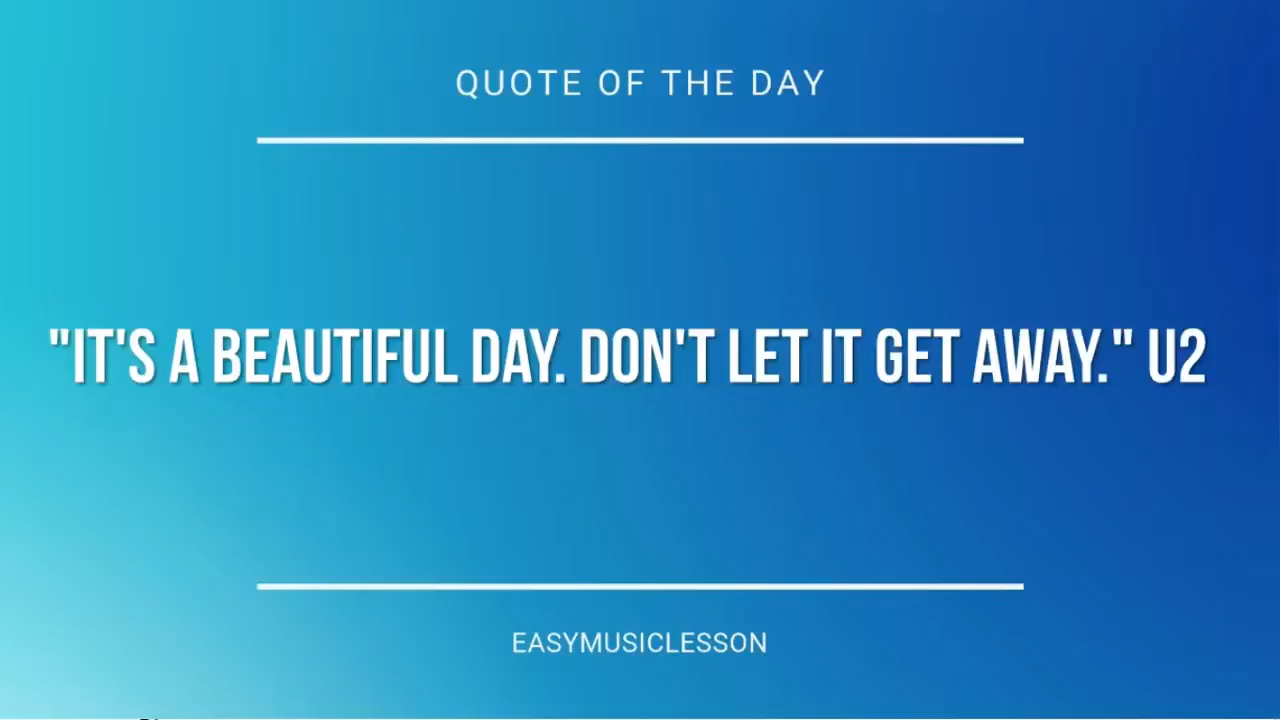 QUOTE OF THE DAY
"IT'S A BEAUTIFUL DAY. DON'T LET IT GET AWAY." U2
EASYMUSICLESSON